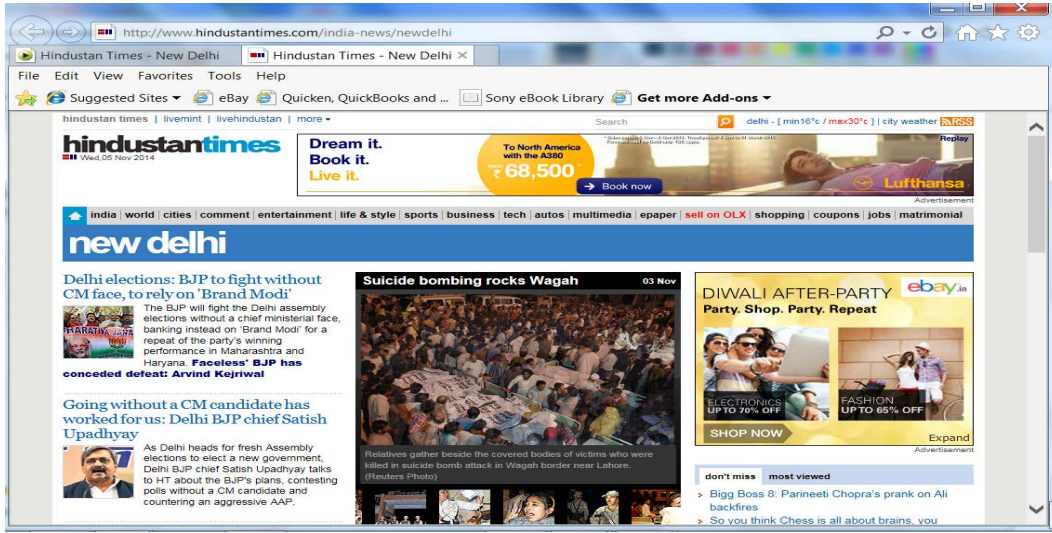 http://www.hindustantimes.com/india-news/newdelhi
Hindustan Times - New Delhi
Hindustan Times - New Delhi
File Edit View Favorites Tools Help
Suggested Sites eBay Quicken, QuickBooks and ... Sony eBook Library Get more Add-ons
hindustan times | livemint | livehindustan | more
Search
delhi - [ min16°c / max30°c ] | city weather RSS
hindustantimes
Wed,05 Nov 2014
Dream it.
Book it.
Live it.
To North America
with the A380
₹ 68,500
Book now
Replay
Lufthansa
Advertisement
india | world | cities | comment | entertainment | life & style | sports | business | tech | autos | multimedia | epaper | sell on OLX | shopping | coupons | jobs | matrimonial
new delhi
Delhi elections: BJP to fight without
CM face, to rely on 'Brand Modi'
The BJP will fight the Delhi assembly
elections without a chief ministerial face,
banking instead on 'Brand Modi' for a
repeat of the party's winning
performance in Maharashtra and
Haryana. Faceless' BJP has
conceded defeat: Arvind Kejriwal
Going without a CM candidate has
worked for us: Delhi BJP chief Satish
Upadhyay
As Delhi heads for fresh Assembly
elections to elect a new government,
Delhi BJP chief Satish Upadhyay talks
to HT about the BJP's plans, contesting
polls without a CM candidate and
countering an aggressive AAP.
Suicide bombing rocks Wagah 03 Nov
Relatives gather beside the covered bodies of victims who were
killed in suicide bomb attack in Wagah border near Lahore.
(Reuters Photo)
DIWALI AFTER-PARTY
Party. Shop. Party. Repeat
ebay.in
ELECTRONICS
UPTO 70% OFF
FASHION
UPTO 65% OFF
SHOP NOW
Expand
Advertisement
don't miss most viewed
Bigg Boss 8: Parineeti Chopra's prank on Ali
backfires
So you think Chess is all about brains, you